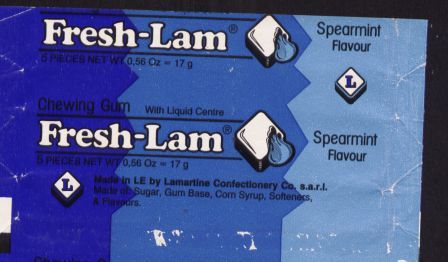 Fresh-Lam®
Spearmint
Flavour
5 PIECES NET WT 0,56 Oz = 17 g
L
Chewing Gum With Liquid Centre
Fresh-Lam®
Spearmint
Flavour
5 PIECES NET WT 0,56 Oz = 17 g
L
Made in LE by Lamartine Confectionery Co. s.a.r.l.
Made of: Sugar, Gum Base, Corn Syrup, Softeners,
& Flavours.